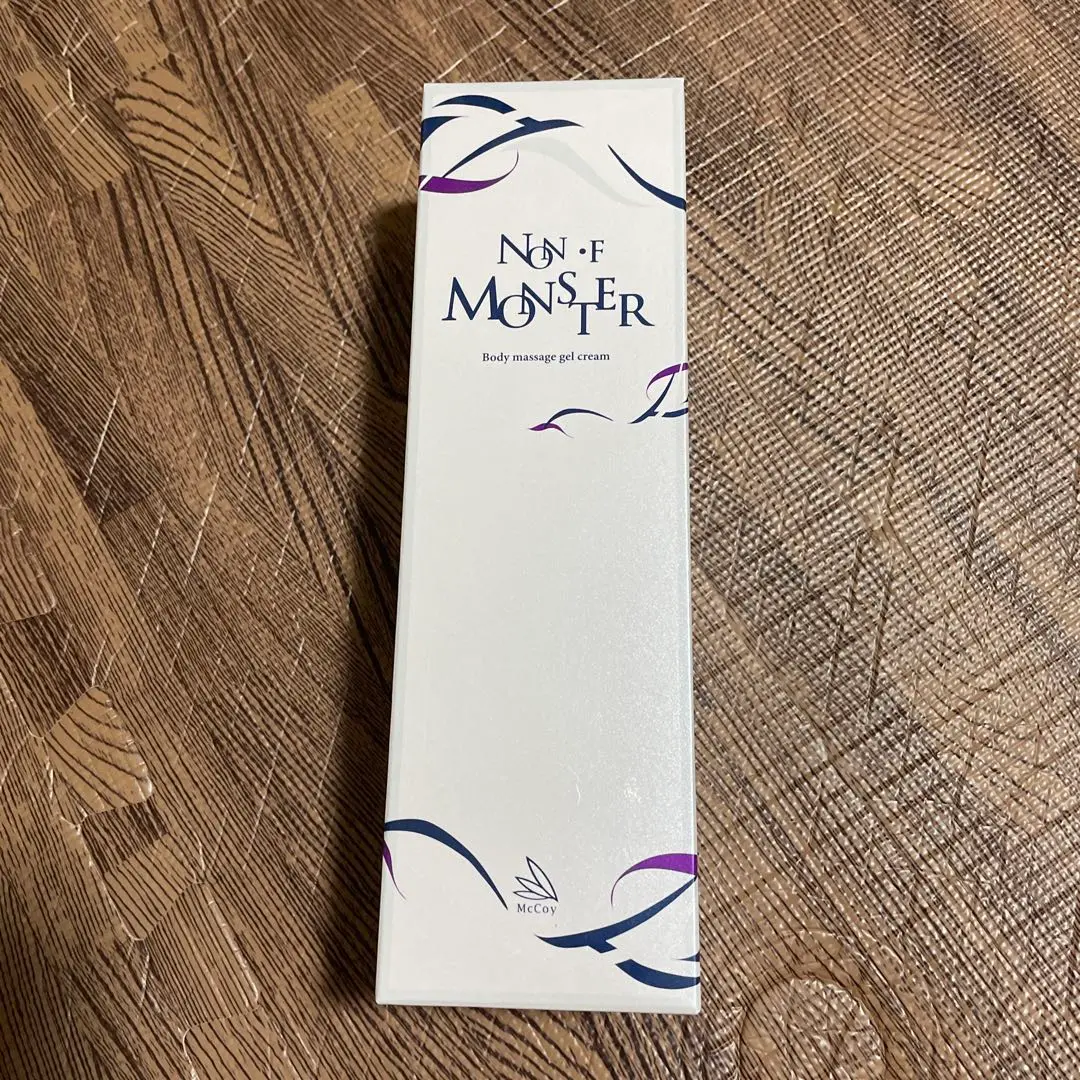 NON・F
MONSTER
Body massage gel cream
McCoy